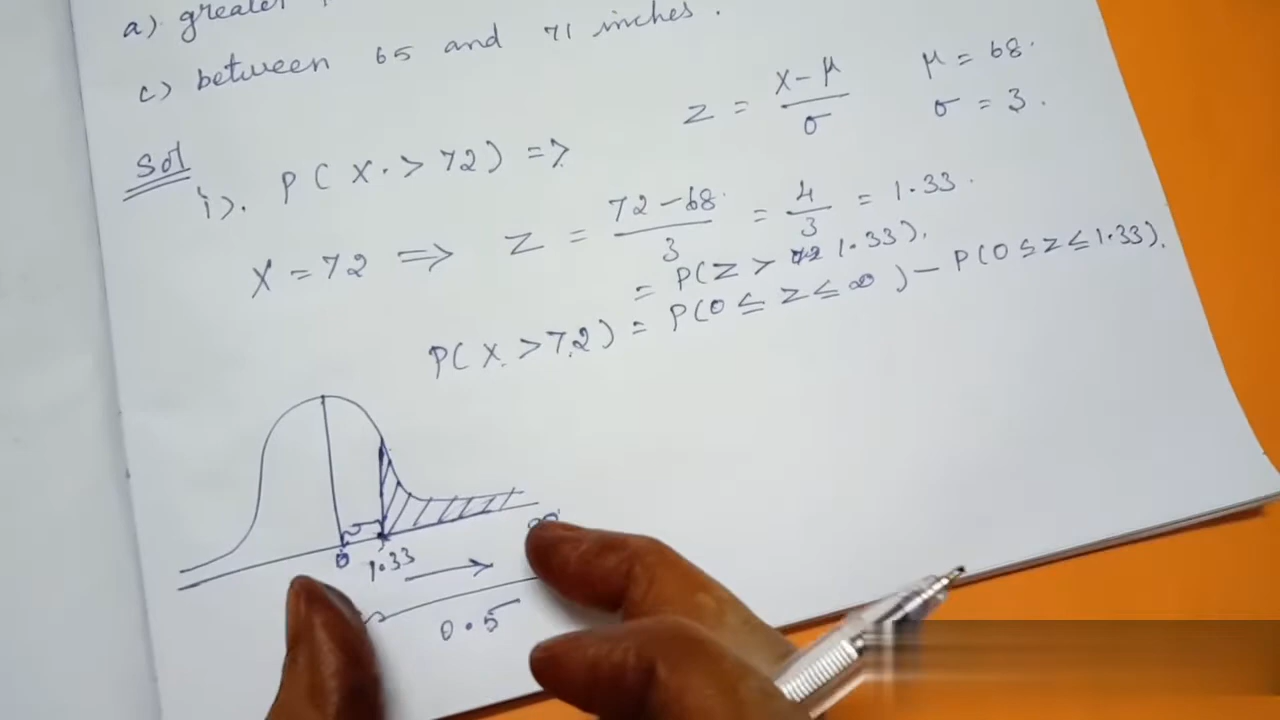 a). greater
c) between 65 and 71 inches.
Sol
z = x-μ / σ μ = 68.
σ = 3.
i). P( X. > 72) =>
X = 72 => Z = 72-68 / 3 = 4/3 = 1.33.
= P(Z > 1.33).
P( X. > 72) = P(0 ≤ Z ≤ ∞) - P(0 ≤ Z ≤ 1.33).
0 1.33 ∞
0.5